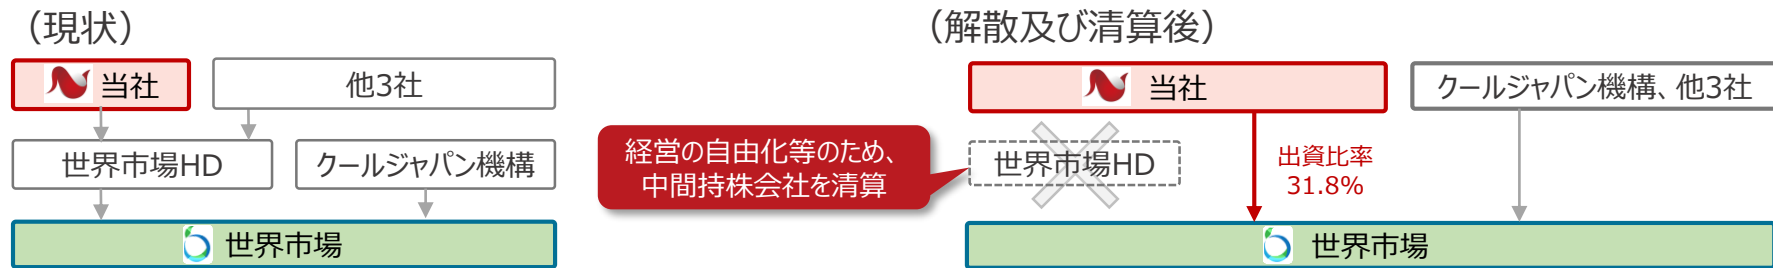 （現状）
当社
他3社
世界市場HD
クールジャパン機構
世界市場
（解散及び清算後）
当社
クールジャパン機構、他3社
経営の自由化等のため、
中間持株会社を清算
世界市場HD
出資比率
31.8%
世界市場